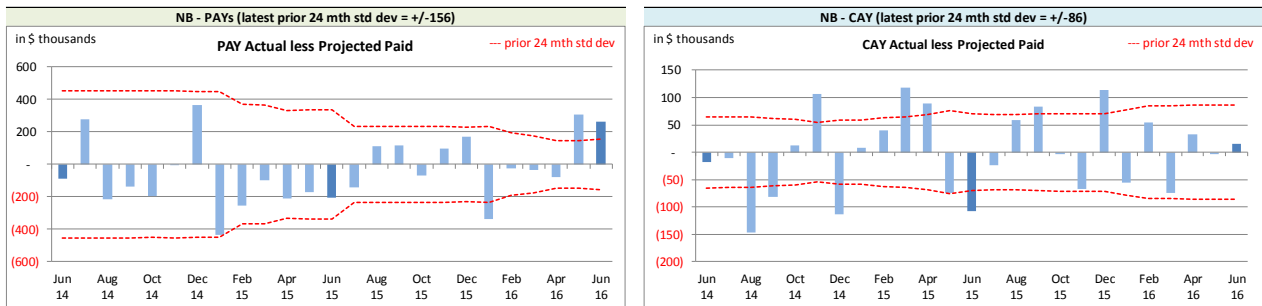 NB - PAYs (latest prior 24 mth std dev = +/-156)
in $ thousands
PAY Actual less Projected Paid
--- prior 24 mth std dev
600
400
200
-
(200)
(400)
(600)
Jun Aug Oct Dec Feb Apr Jun Aug Oct Dec Feb Apr Jun
14 14 14 14 15 15 15 15 15 15 16 16 16
NB - CAY (latest prior 24 mth std dev = +/-86)
in $ thousands
CAY Actual less Projected Paid
--- prior 24 mth std dev
150
100
50
-
(50)
(100)
(150)
(200)
Jun Aug Oct Dec Feb Apr Jun Aug Oct Dec Feb Apr Jun
14 14 14 14 15 15 15 15 15 15 16 16 16